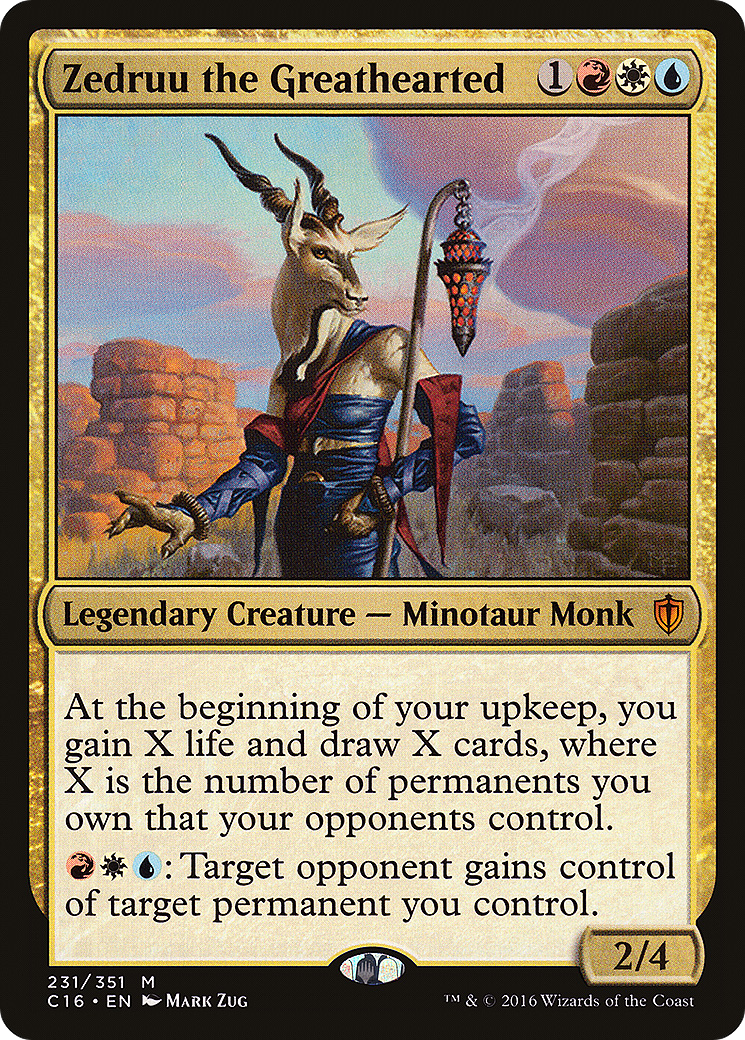 Zedruu the Greathearted 1
Legendary Creature — Minotaur Monk
At the beginning of your upkeep, you
gain X life and draw X cards, where
X is the number of permanents you
own that your opponents control.
: Target opponent gains control
of target permanent you control.
2/4
231/351 M
C16 • EN Mark Zug
™ & © 2016 Wizards of the Coast